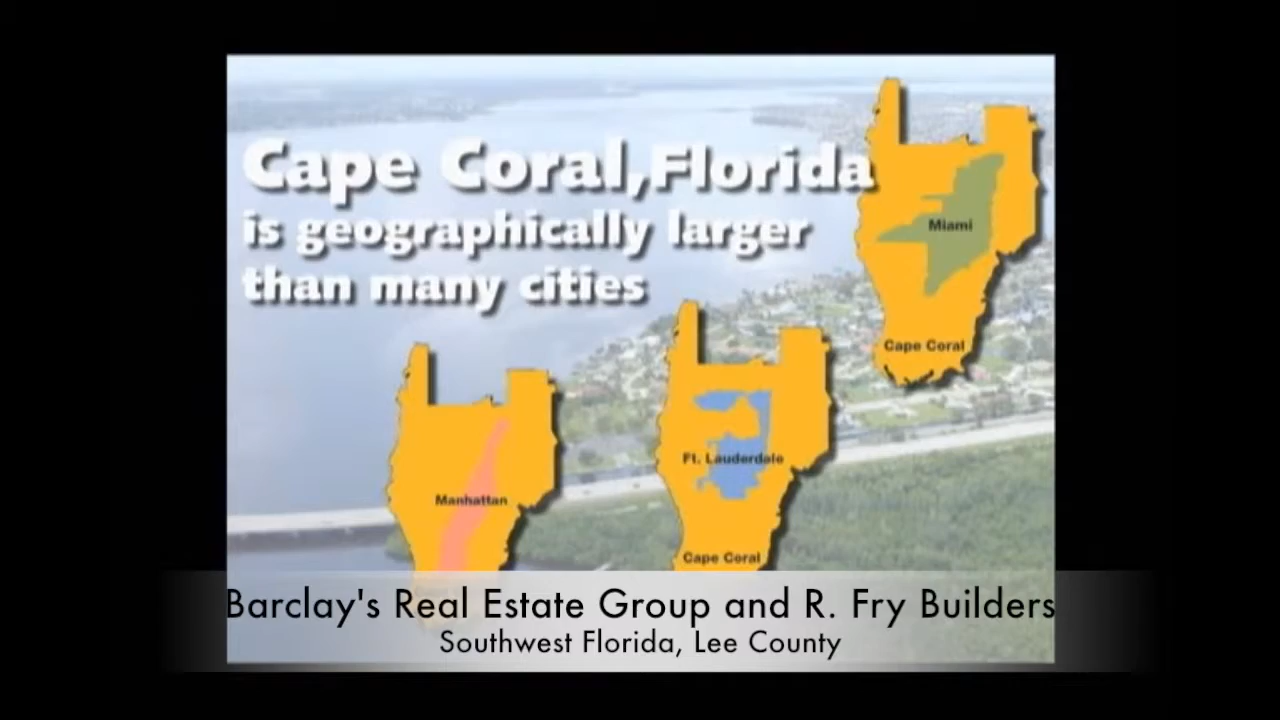 Cape Coral, Florida
is geographically larger
than many cities
Miami
Cape Coral
Ft. Lauderdale
Cape Coral
Manhattan
Barclay's Real Estate Group and R. Fry Builders
Southwest Florida, Lee County